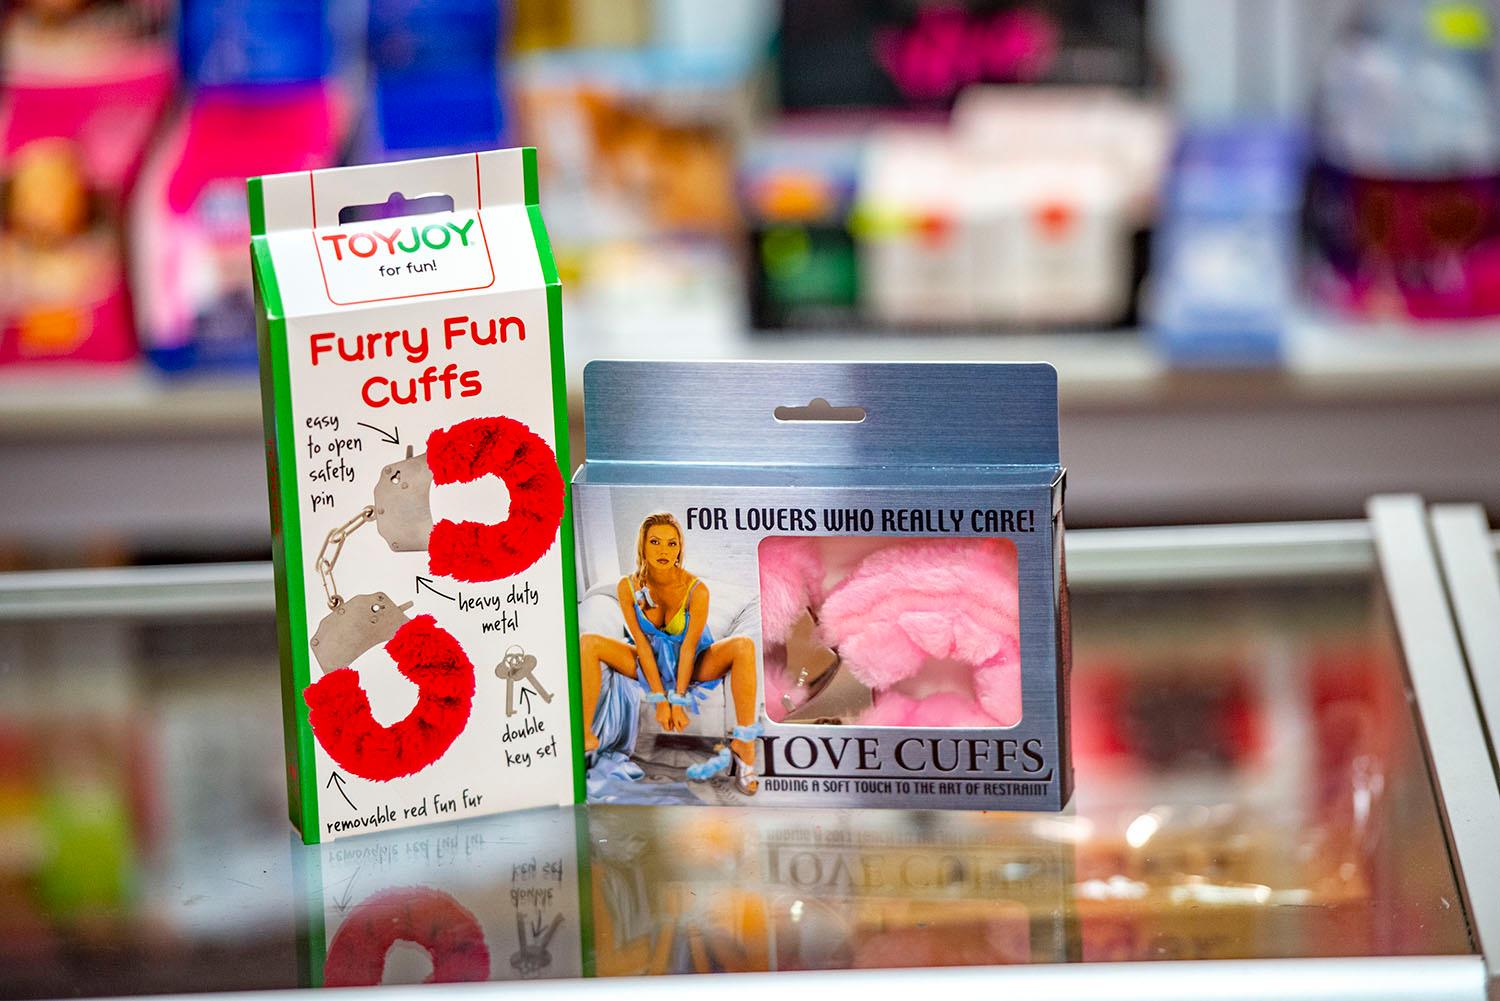 TOYJOY
for fun!
Furry Fun
Cuffs
easy
to open
safety
pin
heavy duty
metal
double
key set
removable red fun fur
FOR LOVERS WHO REALLY CARE!
LOVE CUFFS
ADDING A SOFT TOUCH TO THE ART OF RESTRAINT